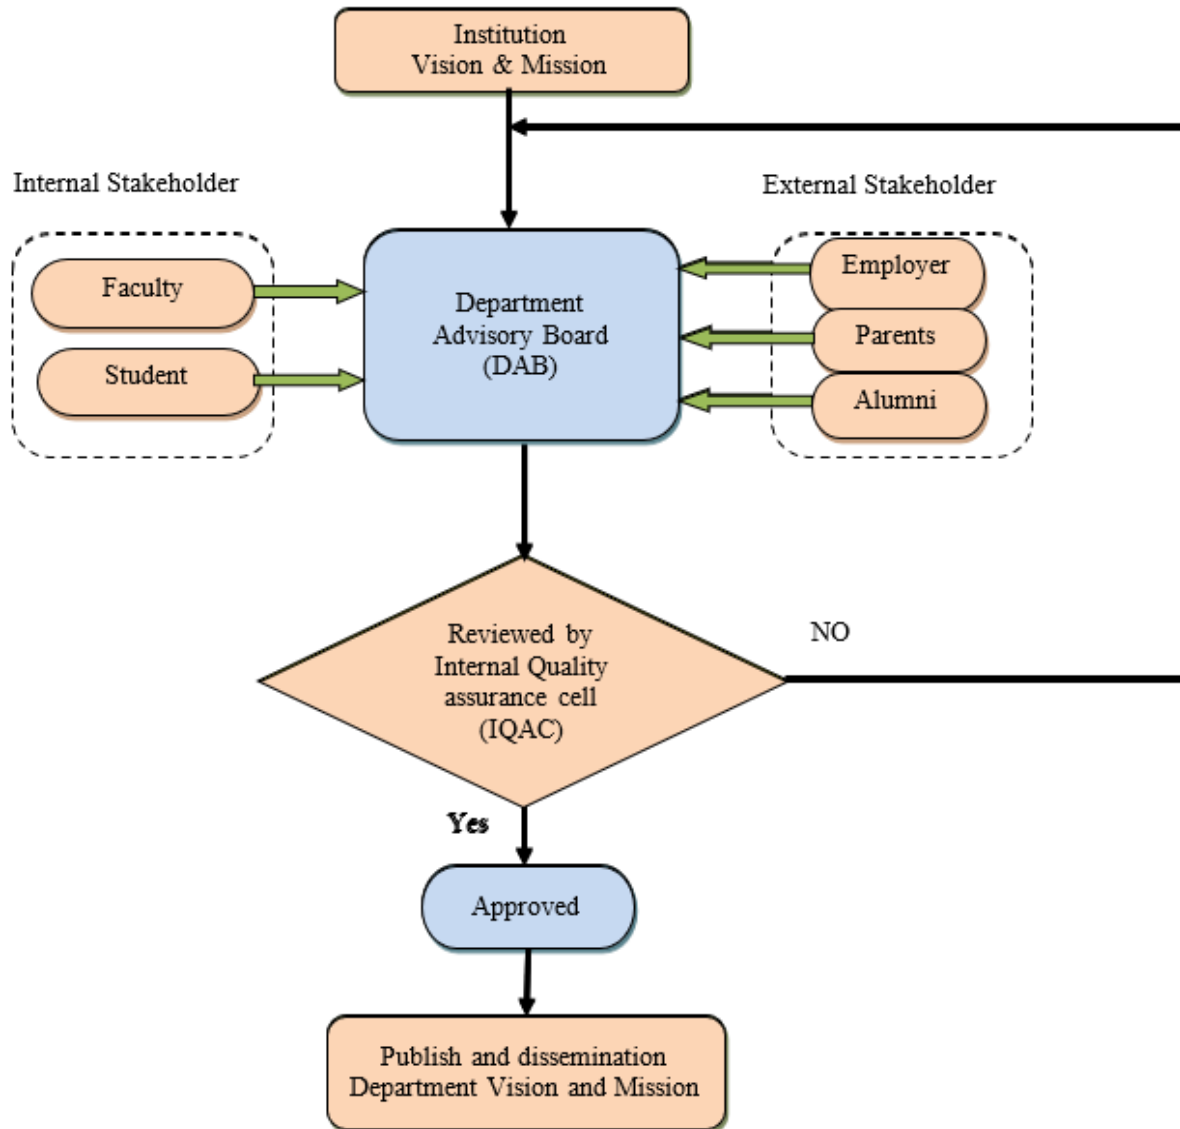 Institution
Vision & Mission
Internal Stakeholder
External Stakeholder
Faculty
Student
Department
Advisory Board
(DAB)
Employer
Parents
Alumni
Reviewed by
Internal Quality
assurance cell
(IQAC)
NO
Yes
Approved
Publish and dissemination
Department Vision and Mission